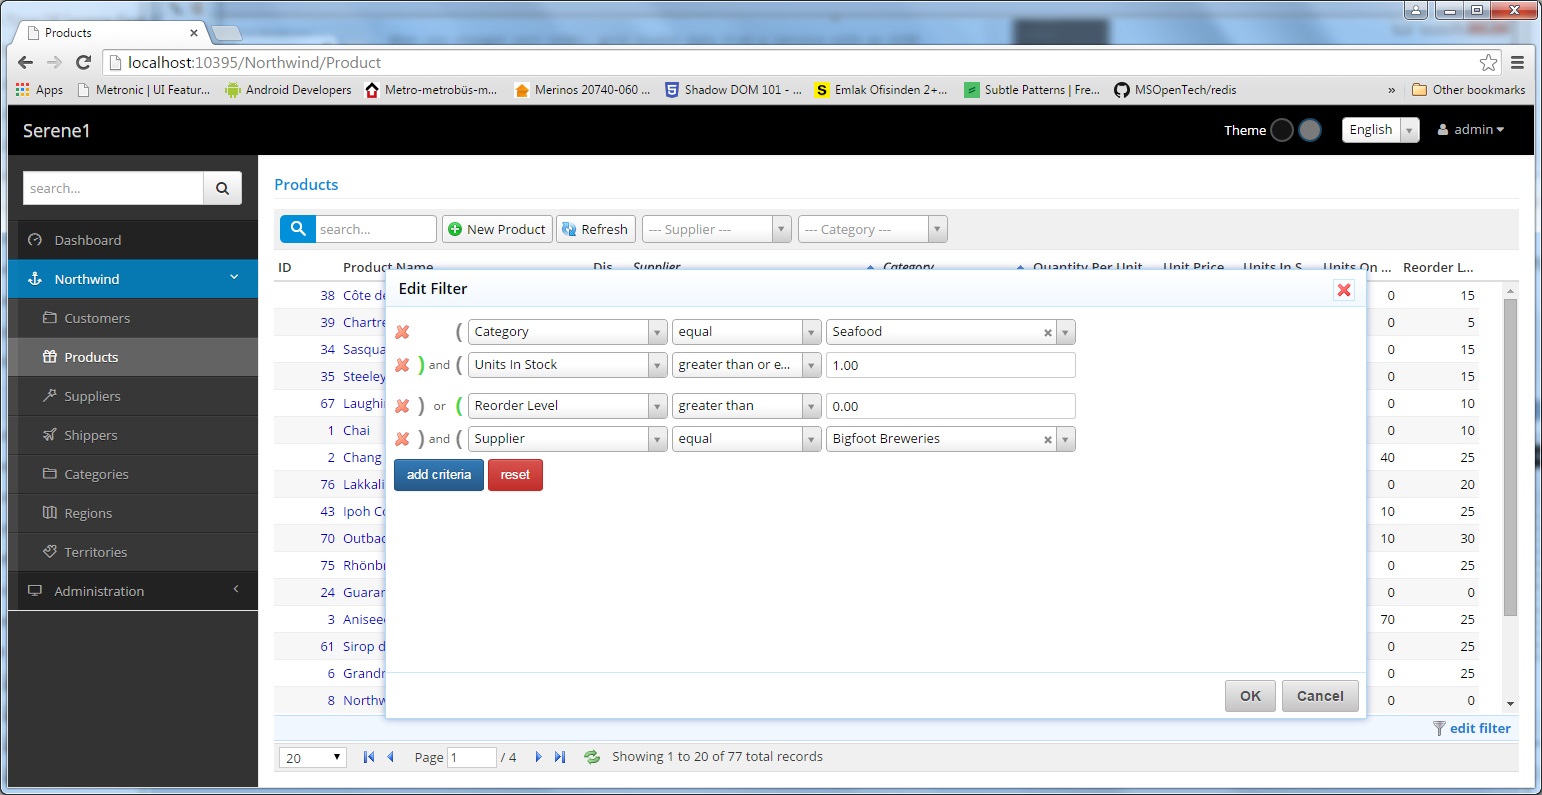 Products
localhost:10395/Northwind/Product
Apps Metronic | UI Featur... Android Developers Metro-metrobüs-m... Merinos 20740-060 ... Shadow DOM 101 - ... Emlak Ofisinden 2+... Subtle Patterns | Fre... MSOpenTech/redis » Other bookmarks
Serene1 Theme English admin
search...
Dashboard
Northwind
Customers
Products
Suppliers
Shippers
Categories
Regions
Territories
Administration
Products
search... New Product Refresh --- Supplier --- --- Category ---
ID Product Name Dis Supplier Category Quantity Per Unit Unit Price Units In S Units On ... Reorder L...
Edit Filter
( Category equal Seafood
) and ( Units In Stock greater than or e... 1.00
) or ( Reorder Level greater than 0.00
) and ( Supplier equal Bigfoot Breweries
add criteria reset
OK Cancel
38 Côte de 0 15
39 Chartre 0 5
34 Sasqua 0 15
35 Steeley 0 15
67 Laughi 0 10
1 Chai 0 10
2 Chang 40 25
76 Lakkali 0 20
43 Ipoh Co 10 25
70 Outbac 10 30
75 Rhönbr 0 25
24 Guarar 0 0
3 Aniseed 70 25
61 Sirop d 0 25
6 Grandm 0 25
8 Northw 0 0
edit filter
20 Page 1 / 4 Showing 1 to 20 of 77 total records